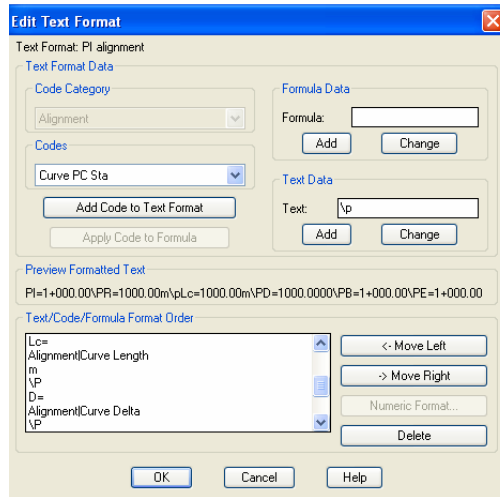 Edit Text Format
Text Format: PI alignment
Text Format Data
Code Category
Alignment
Codes
Curve PC Sta
Add Code to Text Format
Apply Code to Formula
Formula Data
Formula:
Add Change
Text Data
Text: \p
Add Change
Preview Formatted Text
PI=1+000.00\PR=1000.00m\pLc=1000.00m\PD=1000.0000\PB=1+000.00\PE=1+000.00
Text/Code/Formula Format Order
Lc=
Alignment|Curve Length
m
\P
D=
Alignment|Curve Delta
\P
<- Move Left
-> Move Right
Numeric Format...
Delete
OK Cancel Help